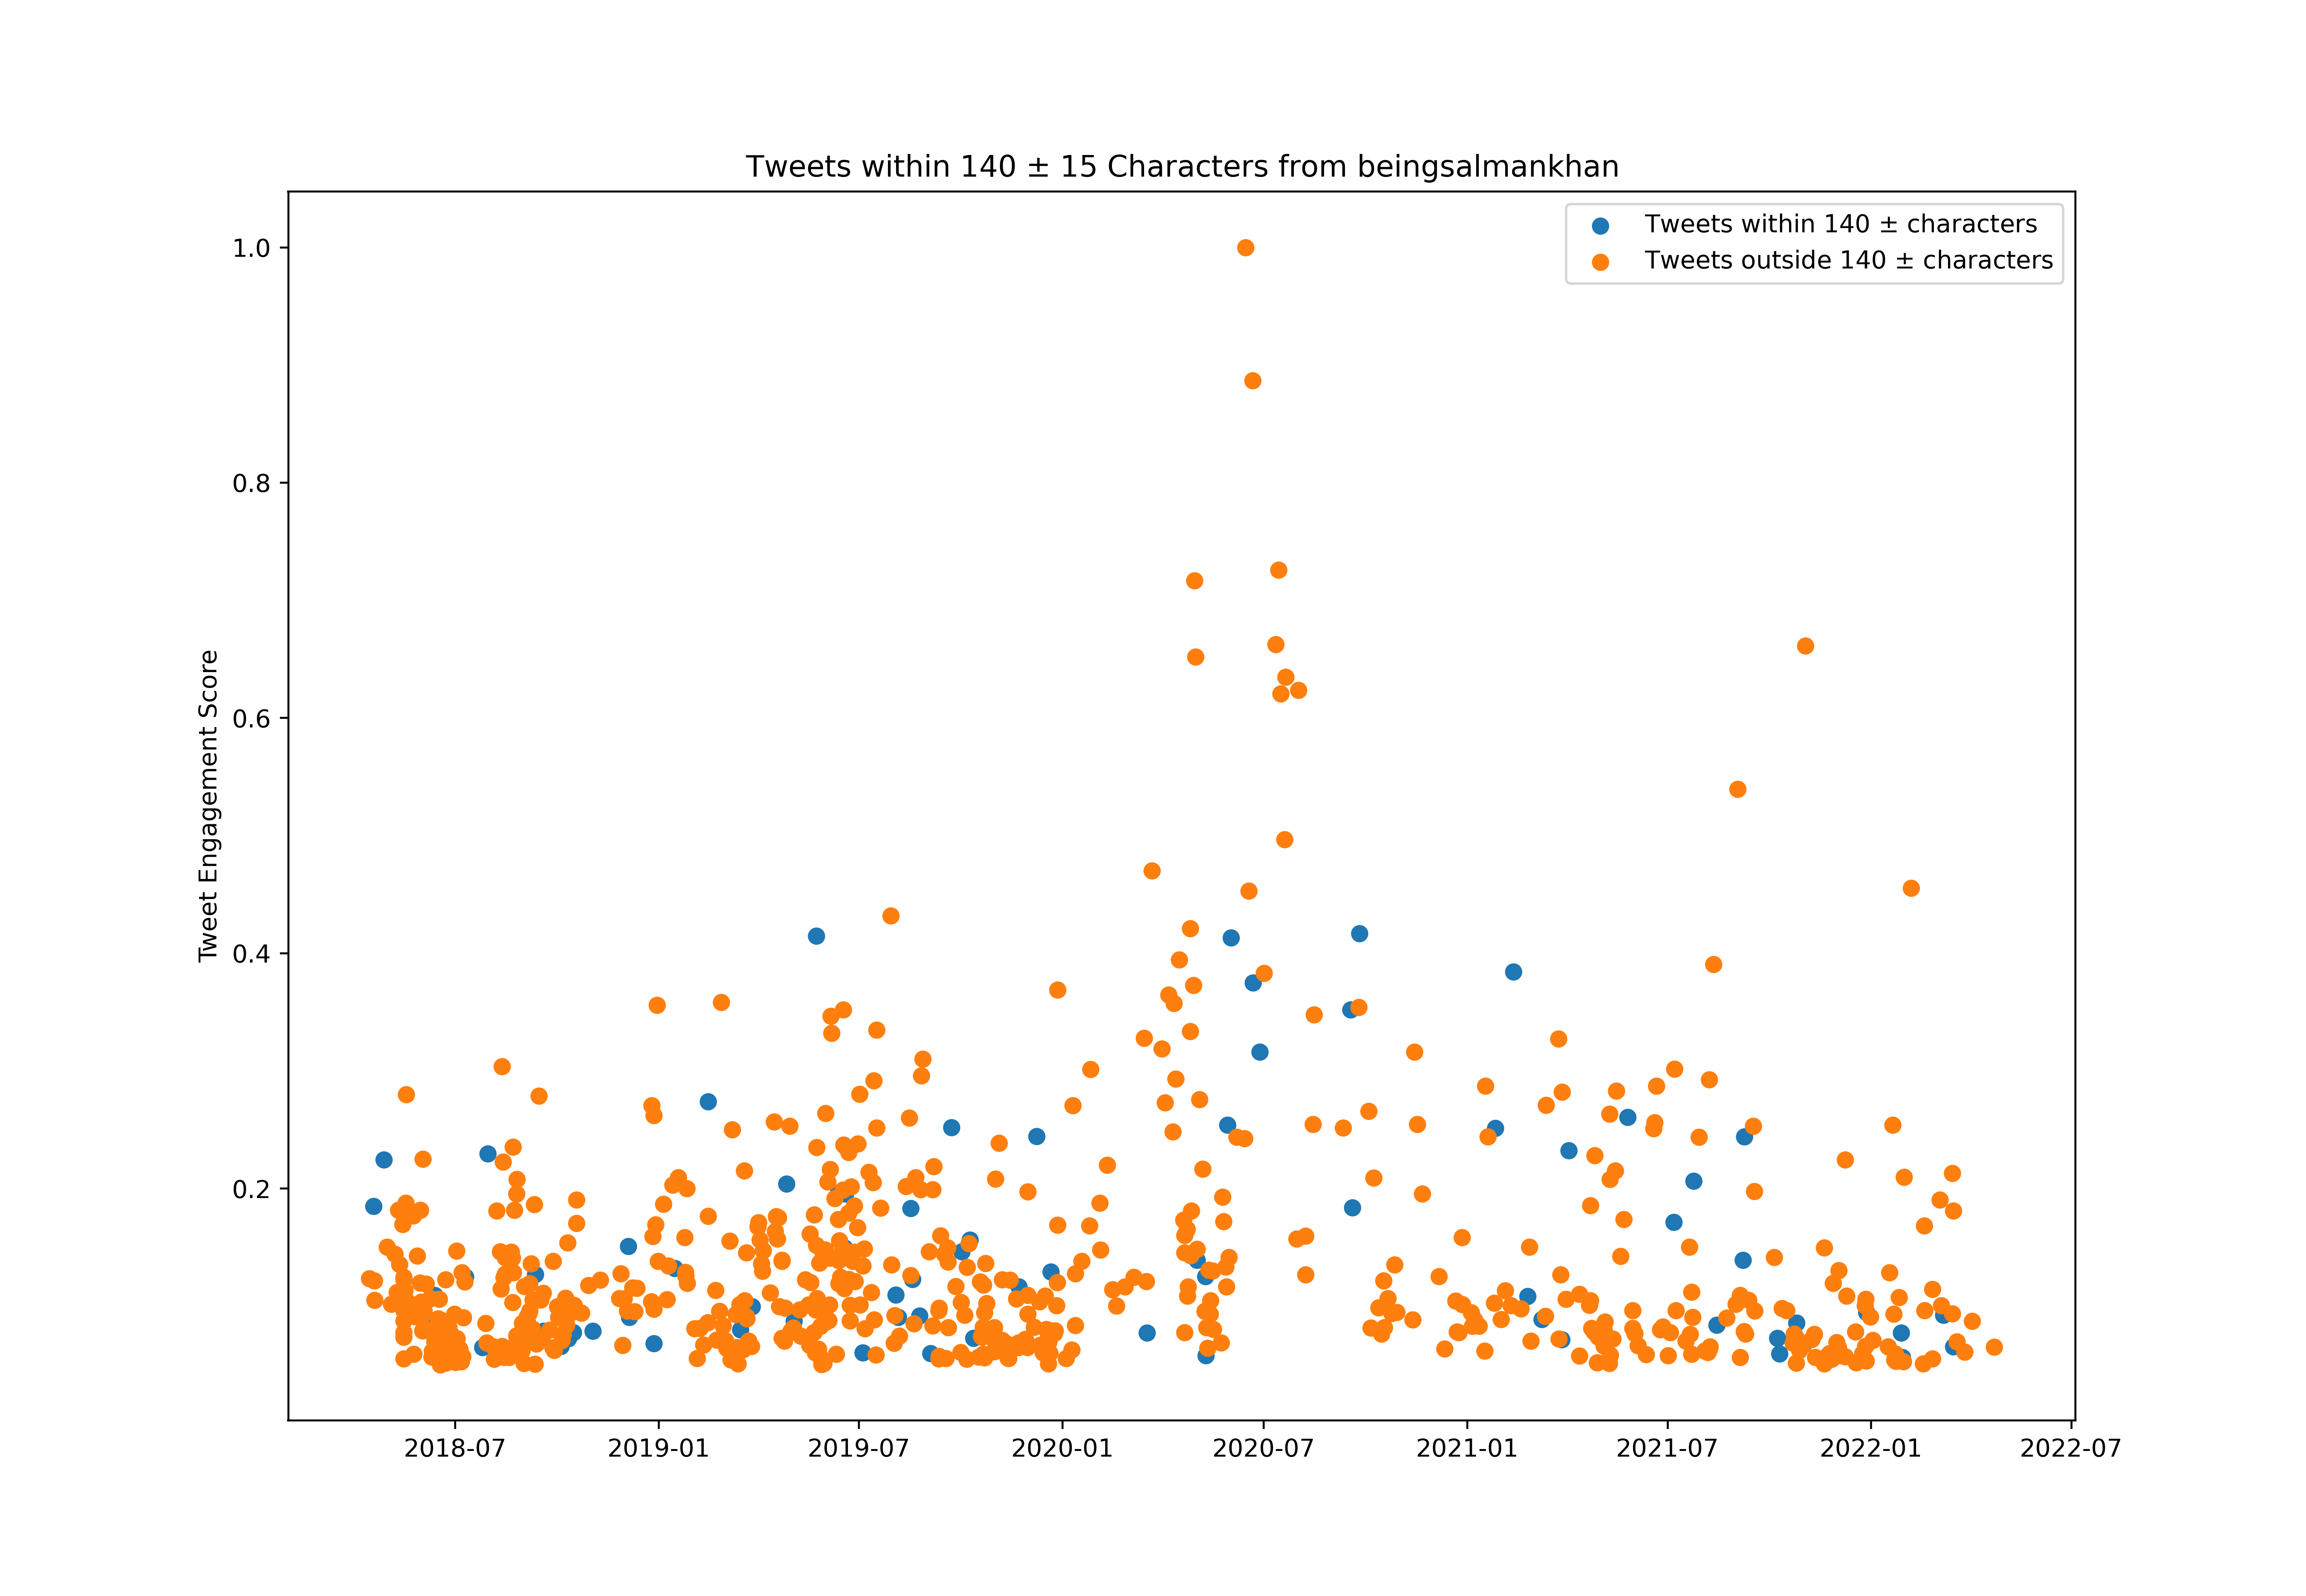 Tweets within 140 ± 15 Characters from beingsalmankhan
Tweets within 140 ± characters
Tweets outside 140 ± characters
Tweet Engagement Score
1.0
0.8
0.6
0.4
0.2
2018-07 2019-01 2019-07 2020-01 2020-07 2021-01 2021-07 2022-01 2022-07